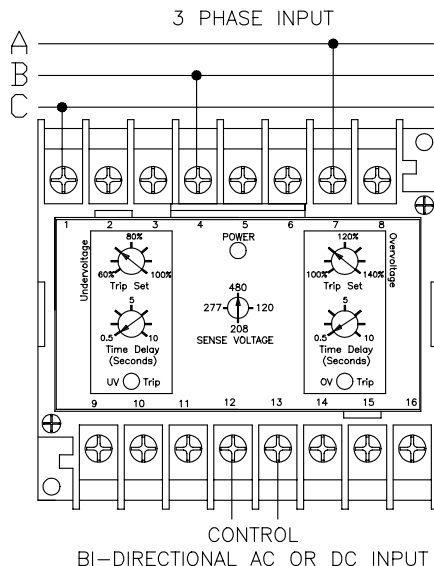 3 PHASE INPUT
A
B
C
1 2 3 4 5 6 7 8
Undervoltage
80%
60% 100%
Trip Set
5
0.5 10
Time Delay
(Seconds)
UV Trip
POWER
480
277 120
208
SENSE VOLTAGE
120%
100% 140%
Trip Set
5
0.5 10
Time Delay
(Seconds)
OV Trip
Overvoltage
9 10 11 12 13 14 15 16
CONTROL
BI-DIRECTIONAL AC OR DC INPUT